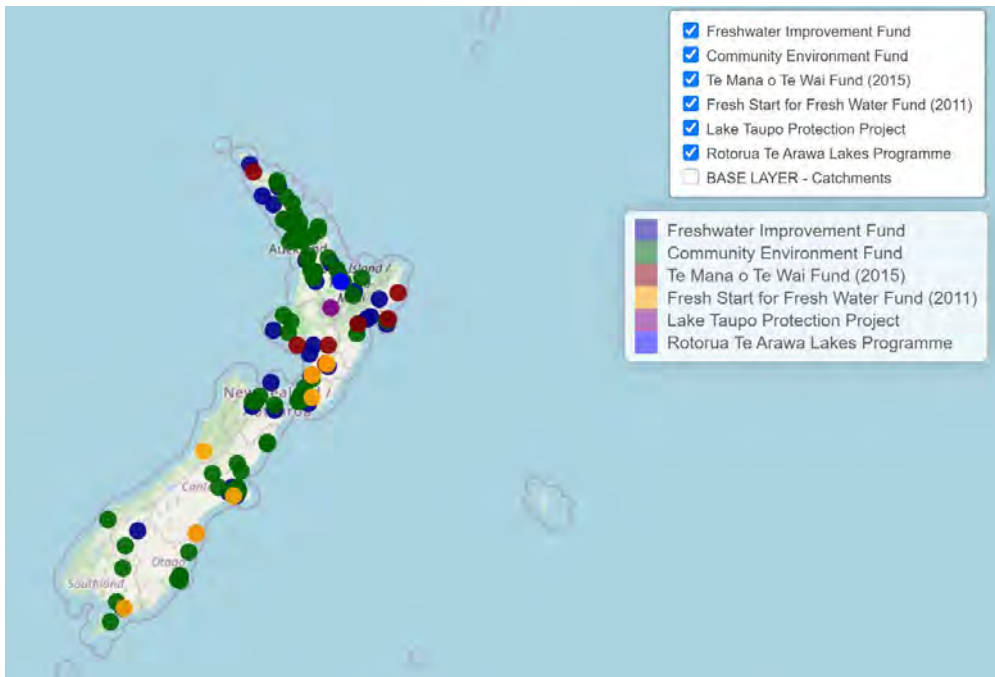 Freshwater Improvement Fund
Community Environment Fund
Te Mana o Te Wai Fund (2015)
Fresh Start for Fresh Water Fund (2011)
Lake Taupo Protection Project
Rotorua Te Arawa Lakes Programme
BASE LAYER - Catchments
Freshwater Improvement Fund
Community Environment Fund
Te Mana o Te Wai Fund (2015)
Fresh Start for Fresh Water Fund (2011)
Lake Taupo Protection Project
Rotorua Te Arawa Lakes Programme
Island /
Otago
Southland